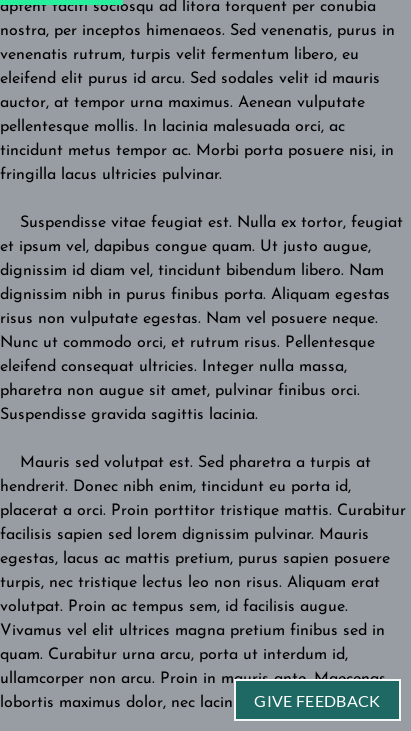 aptent taciti sociosqu ad litora torquent per conubia
nostra, per inceptos himenaeos. Sed venenatis, purus in
venenatis rutrum, turpis velit fermentum libero, eu
eleifend elit purus id arcu. Sed sodales velit id mauris
auctor, at tempor urna maximus. Aenean vulputate
pellentesque mollis. In lacinia malesuada orci, ac
tincidunt metus tempor ac. Morbi porta posuere nisi, in
fringilla lacus ultricies pulvinar.
Suspendisse vitae feugiat est. Nulla ex tortor, feugiat
et ipsum vel, dapibus congue quam. Ut justo augue,
dignissim id diam vel, tincidunt bibendum libero. Nam
dignissim nibh in purus finibus porta. Aliquam egestas
risus non vulputate egestas. Nam vel posuere neque.
Nunc ut commodo orci, et rutrum risus. Pellentesque
eleifend consequat ultricies. Integer nulla massa,
pharetra non augue sit amet, pulvinar finibus orci.
Suspendisse gravida sagittis lacinia.
Mauris sed volutpat est. Sed pharetra a turpis at
hendrerit. Donec nibh enim, tincidunt eu porta id,
placerat a orci. Proin porttitor tristique mattis. Curabitur
facilisis sapien sed lorem dignissim pulvinar. Mauris
egestas, lacus ac mattis pretium, purus sapien posuere
turpis, nec tristique lectus leo non risus. Aliquam erat
volutpat. Proin ac tempus sem, id facilisis augue.
Vivamus vel elit ultrices magna pretium finibus sed in
quam. Curabitur urna arcu, porta ut interdum id,
ullamcorper non arcu. Proin in mauris ante. Maecenas
lobortis maximus dolor, nec lacin
GIVE FEEDBACK